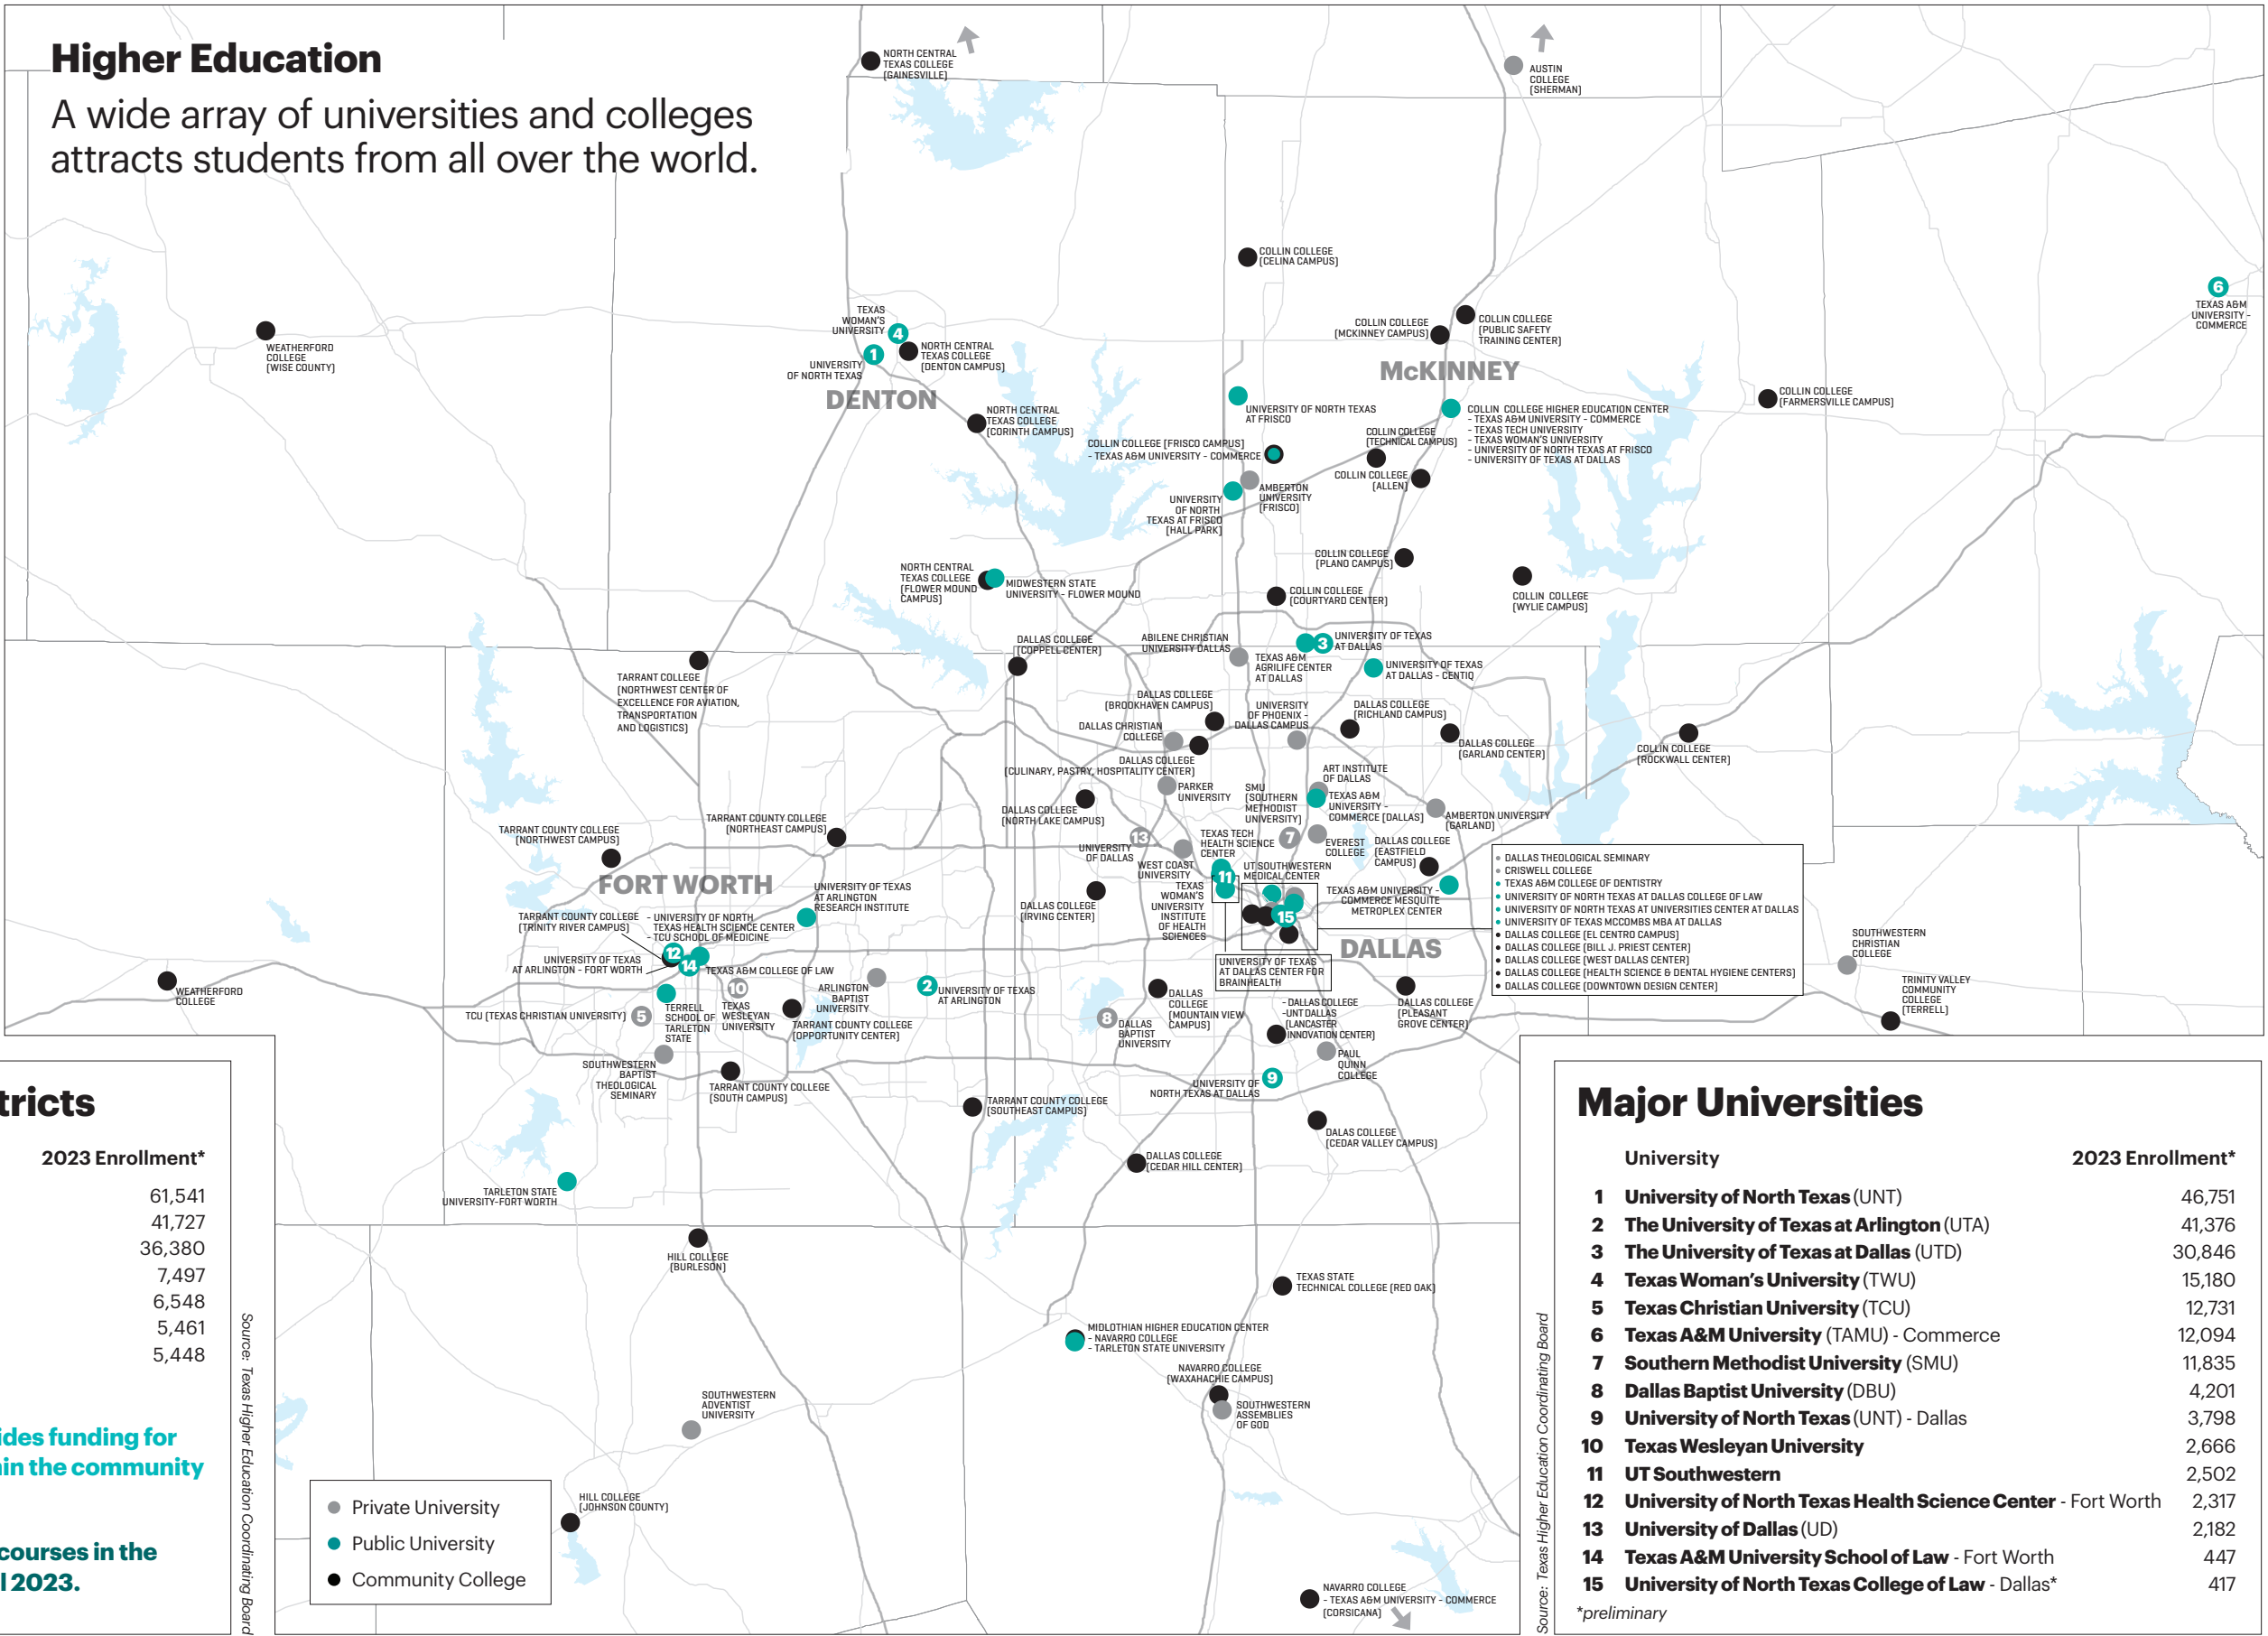 Higher Education
A wide array of universities and colleges
attracts students from all over the world.
NORTH CENTRAL
TEXAS COLLEGE
[GAINESVILLE]
AUSTIN
COLLEGE
[SHERMAN]
COLLIN COLLEGE
[CELINA CAMPUS]
6
TEXAS A&M
UNIVERSITY -
COMMERCE
WEATHERFORD
COLLEGE
[WISE COUNTY]
TEXAS
WOMAN'S
UNIVERSITY
4
1
UNIVERSITY
OF NORTH TEXAS
NORTH CENTRAL
TEXAS COLLEGE
[DENTON CAMPUS]
DENTON
NORTH CENTRAL
TEXAS COLLEGE
[CORINTH CAMPUS]
COLLIN COLLEGE
[MCKINNEY CAMPUS]
COLLIN COLLEGE
[PUBLIC SAFETY
TRAINING CENTER]
McKINNEY
COLLIN COLLEGE
[FARMERSVILLE CAMPUS]
UNIVERSITY OF NORTH TEXAS
AT FRISCO
COLLIN COLLEGE HIGHER EDUCATION CENTER
- TEXAS A&M UNIVERSITY - COMMERCE
- TEXAS TECH UNIVERSITY
- TEXAS WOMAN'S UNIVERSITY
- UNIVERSITY OF NORTH TEXAS AT FRISCO
- UNIVERSITY OF TEXAS AT DALLAS
COLLIN COLLEGE [FRISCO CAMPUS]
- TEXAS A&M UNIVERSITY - COMMERCE
COLLIN COLLEGE
[TECHNICAL CAMPUS]
COLLIN COLLEGE
[ALLEN]
AMBERTON
UNIVERSITY
[FRISCO]
UNIVERSITY
OF NORTH
TEXAS AT FRISCO
[HALL PARK]
COLLIN COLLEGE
[PLANO CAMPUS]
NORTH CENTRAL
TEXAS COLLEGE
[FLOWER MOUND
CAMPUS]
MIDWESTERN STATE
UNIVERSITY - FLOWER MOUND
COLLIN COLLEGE
[COURTYARD CENTER]
COLLIN COLLEGE
[WYLIE CAMPUS]
DALLAS COLLEGE
[COPPELL CENTER]
ABILENE CHRISTIAN
UNIVERSITY DALLAS
3
UNIVERSITY OF TEXAS
AT DALLAS
TEXAS A&M
AGRILIFE CENTER
AT DALLAS
UNIVERSITY OF TEXAS
AT DALLAS - CENTIQ
TARRANT COLLEGE
[NORTHWEST CENTER OF
EXCELLENCE FOR AVIATION,
TRANSPORTATION
AND LOGISTICS]
DALLAS COLLEGE
[BROOKHAVEN CAMPUS]
UNIVERSITY
OF PHOENIX -
DALLAS CAMPUS
DALLAS COLLEGE
[RICHLAND CAMPUS]
DALLAS CHRISTIAN
COLLEGE
DALLAS COLLEGE
[GARLAND CENTER]
COLLIN COLLEGE
[ROCKWALL CENTER]
DALLAS COLLEGE
[CULINARY, PASTRY, HOSPITALITY CENTER]
PARKER
UNIVERSITY
ART INSTITUTE
OF DALLAS
SMU
[SOUTHERN
METHODIST
UNIVERSITY]
7
TEXAS A&M
UNIVERSITY -
COMMERCE [DALLAS]
AMBERTON UNIVERSITY
[GARLAND]
DALLAS COLLEGE
[NORTH LAKE CAMPUS]
TARRANT COUNTY COLLEGE
[NORTHEAST CAMPUS]
TARRANT COUNTY COLLEGE
[NORTHWEST CAMPUS]
13
UNIVERSITY
OF DALLAS
TEXAS TECH
HEALTH SCIENCE
CENTER
EVEREST
COLLEGE
DALLAS COLLEGE
[EASTFIELD
CAMPUS]
WEST COAST
UNIVERSITY
11
UT SOUTHWESTERN
MEDICAL CENTER
TEXAS
WOMAN'S
UNIVERSITY
INSTITUTE
OF HEALTH
SCIENCES
15
TEXAS A&M UNIVERSITY -
COMMERCE MESQUITE
METROPLEX CENTER
DALLAS
DALLAS THEOLOGICAL SEMINARY
CRISWELL COLLEGE
TEXAS A&M COLLEGE OF DENTISTRY
UNIVERSITY OF NORTH TEXAS AT DALLAS COLLEGE OF LAW
UNIVERSITY OF NORTH TEXAS AT UNIVERSITIES CENTER AT DALLAS
UNIVERSITY OF TEXAS MCCOMBS MBA AT DALLAS
DALLAS COLLEGE [EL CENTRO CAMPUS]
DALLAS COLLEGE [BILL J. PRIEST CENTER]
DALLAS COLLEGE [WEST DALLAS CENTER]
DALLAS COLLEGE [HEALTH SCIENCE & DENTAL HYGIENE CENTERS]
DALLAS COLLEGE [DOWNTOWN DESIGN CENTER]
UNIVERSITY OF TEXAS
AT DALLAS CENTER FOR
BRAINHEALTH
DALLAS COLLEGE
[IRVING CENTER]
FORT WORTH
UNIVERSITY OF TEXAS
AT ARLINGTON
RESEARCH INSTITUTE
TARRANT COUNTY COLLEGE
[TRINITY RIVER CAMPUS]
- UNIVERSITY OF NORTH
TEXAS HEALTH SCIENCE CENTER
- TCU SCHOOL OF MEDICINE
12
14
UNIVERSITY OF TEXAS
AT ARLINGTON - FORT WORTH
TEXAS A&M COLLEGE OF LAW
WEATHERFORD
COLLEGE
10
TEXAS
WESLEYAN
UNIVERSITY
ARLINGTON
BAPTIST
UNIVERSITY
2
UNIVERSITY OF TEXAS
AT ARLINGTON
TCU [TEXAS CHRISTIAN UNIVERSITY]
5
TERRELL
SCHOOL OF
TARLETON
STATE
TARRANT COUNTY COLLEGE
[OPPORTUNITY CENTER]
8
DALLAS
BAPTIST
UNIVERSITY
DALLAS
COLLEGE
[MOUNTAIN VIEW
CAMPUS]
- DALLAS COLLEGE
-UNT DALLAS
[LANCASTER
INNOVATION CENTER]
DALLAS COLLEGE
[PLEASANT
GROVE CENTER]
SOUTHWESTERN
CHRISTIAN
COLLEGE
TRINITY VALLEY
COMMUNITY
COLLEGE
[TERRELL]
SOUTHWESTERN
BAPTIST
THEOLOGICAL
SEMINARY
TARRANT COUNTY COLLEGE
[SOUTH CAMPUS]
PAUL
QUINN
COLLEGE
9
UNIVERSITY OF
NORTH TEXAS AT DALLAS
TARRANT COUNTY COLLEGE
[SOUTHEAST CAMPUS]
DALAS COLLEGE
[CEDAR VALLEY CAMPUS]
DALLAS COLLEGE
[CEDAR HILL CENTER]
TARLETON STATE
UNIVERSITY-FORT WORTH
HILL COLLEGE
[BURLESON]
TEXAS STATE
TECHNICAL COLLEGE [RED OAK]
MIDLOTHIAN HIGHER EDUCATION CENTER
- NAVARRO COLLEGE
- TARLETON STATE UNIVERSITY
NAVARRO COLLEGE
[WAXAHACHIE CAMPUS]
SOUTHWESTERN
ASSEMBLIES
OF GOD
SOUTHWESTERN
ADVENTIST
UNIVERSITY
HILL COLLEGE
[JOHNSON COUNTY]
NAVARRO COLLEGE
- TEXAS A&M UNIVERSITY - COMMERCE
[CORSICANA]
Private University
Public University
Community College
tricts
2023 Enrollment*
61,541
41,727
36,380
7,497
6,548
5,461
5,448
ides funding for
in the community
courses in the
l 2023.
Source: Texas Higher Education Coordinating Board
Major Universities
University 2023 Enrollment*
1 University of North Texas (UNT) 46,751
2 The University of Texas at Arlington (UTA) 41,376
3 The University of Texas at Dallas (UTD) 30,846
4 Texas Woman's University (TWU) 15,180
5 Texas Christian University (TCU) 12,731
6 Texas A&M University (TAMU) - Commerce 12,094
7 Southern Methodist University (SMU) 11,835
8 Dallas Baptist University (DBU) 4,201
9 University of North Texas (UNT) - Dallas 3,798
10 Texas Wesleyan University 2,666
11 UT Southwestern 2,502
12 University of North Texas Health Science Center - Fort Worth 2,317
13 University of Dallas (UD) 2,182
14 Texas A&M University School of Law - Fort Worth 447
15 University of North Texas College of Law - Dallas* 417
*preliminary
Source: Texas Higher Education Coordinating Board